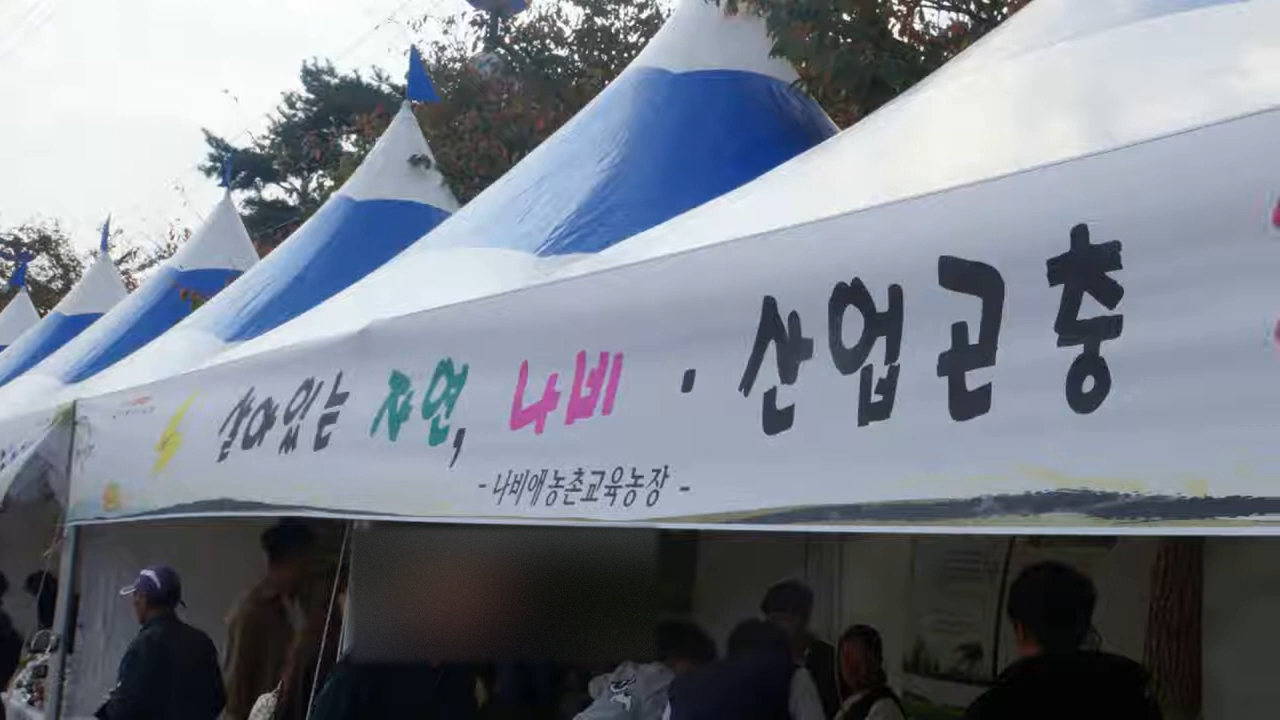 살아있는 자연, 나비 · 산업곤충
- 나비애농촌교육농장 -